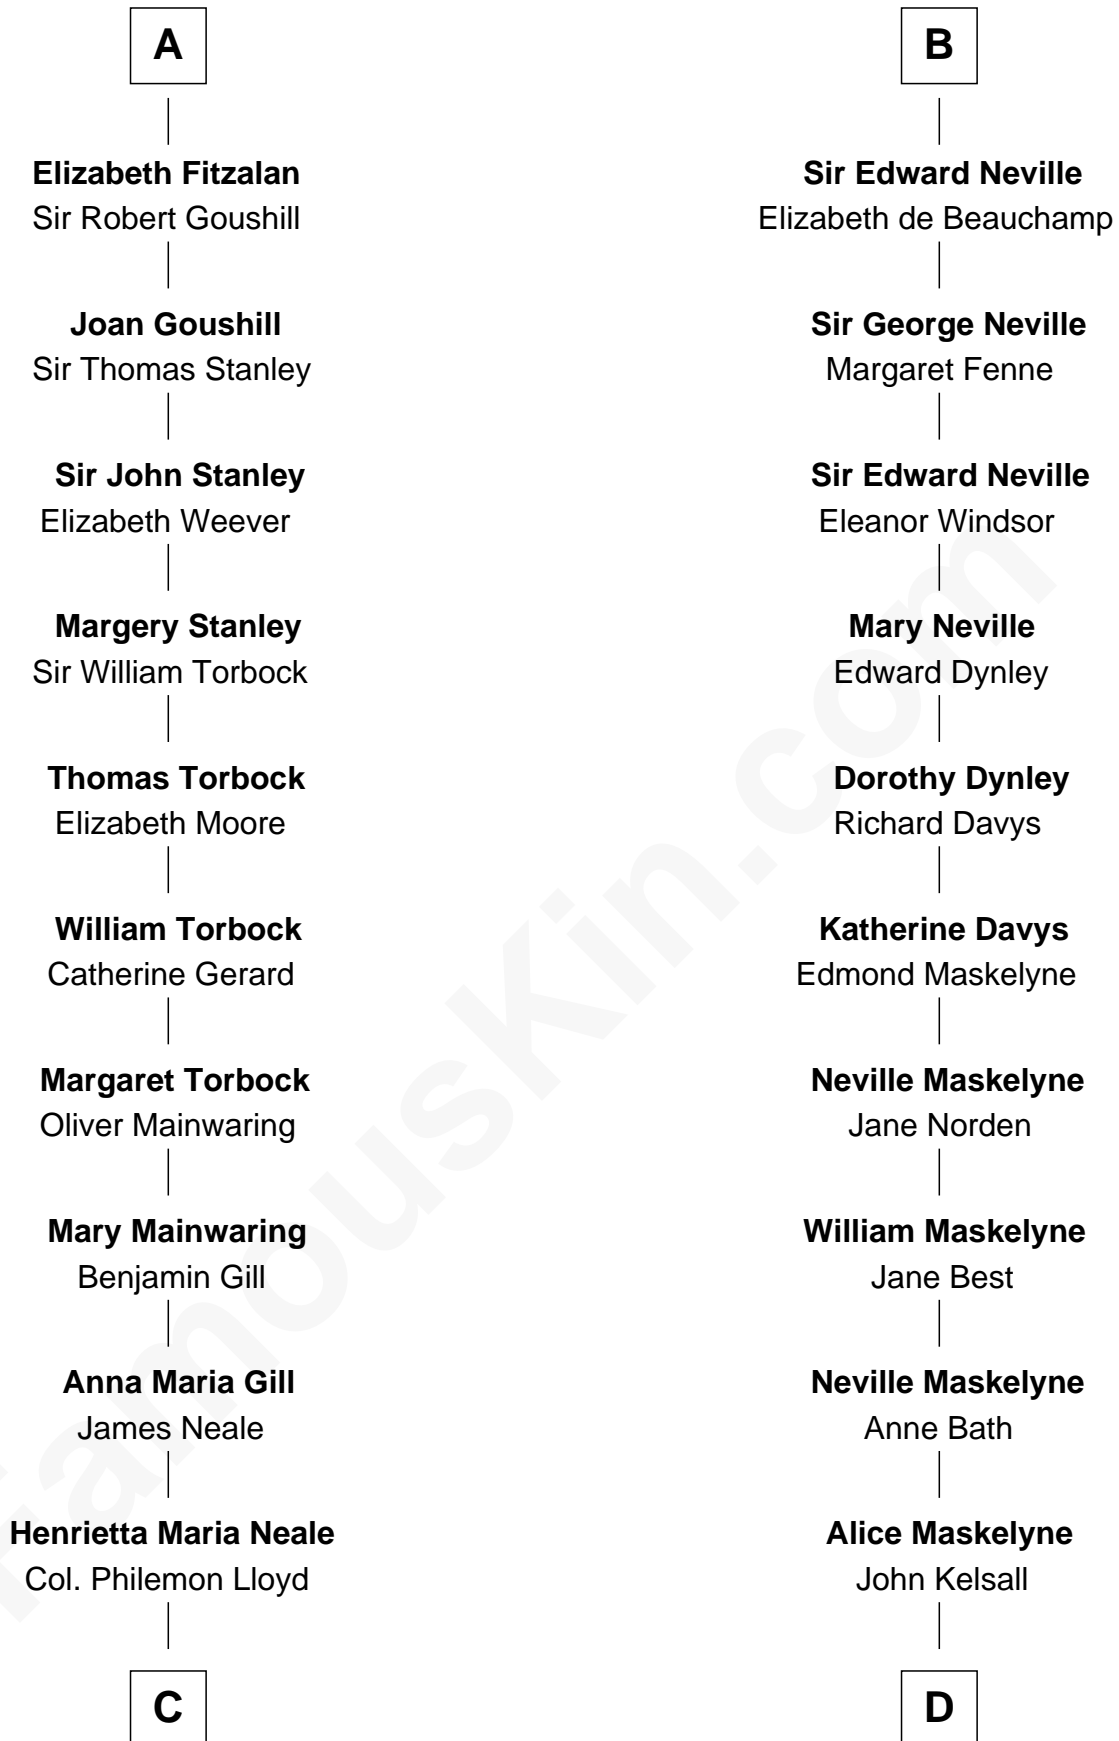 A
Elizabeth Fitzalan
Sir Robert Goushill
Joan Goushill
Sir Thomas Stanley
Sir John Stanley
Elizabeth Weever
Margery Stanley
Sir William Torbock
Thomas Torbock
Elizabeth Moore
William Torbock
Catherine Gerard
Margaret Torbock
Oliver Mainwaring
Mary Mainwaring
Benjamin Gill
Anna Maria Gill
James Neale
Henrietta Maria Neale
Col. Philemon Lloyd
C
B
Sir Edward Neville
Elizabeth de Beauchamp
Sir George Neville
Margaret Fenne
Sir Edward Neville
Eleanor Windsor
Mary Neville
Edward Dynley
Dorothy Dynley
Richard Davys
Katherine Davys
Edmond Maskelyne
Neville Maskelyne
Jane Norden
William Maskelyne
Jane Best
Neville Maskelyne
Anne Bath
Alice Maskelyne
John Kelsall
D
FamousKin.com